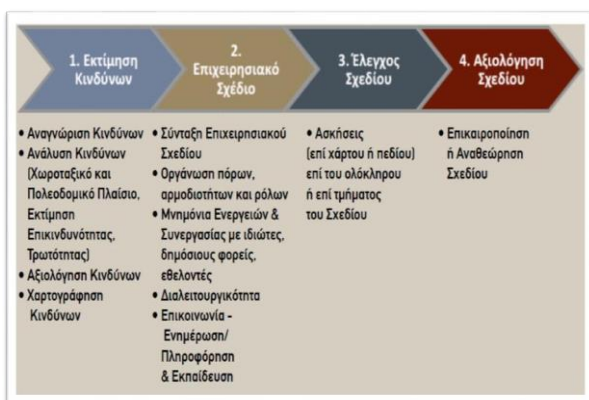 1. Εκτίμηση
Κινδύνων
2.
Επιχειρησιακό
Σχέδιο
3. Έλεγχος
Σχεδίου
4. Αξιολόγηση
Σχεδίου
• Αναγνώριση Κινδύνων
• Ανάλυση Κινδύνων
(Χωροταξικό και
Πολεοδομικό Πλαίσιο,
Εκτίμηση
Επικινδυνότητας,
Τρωτότητας)
• Αξιολόγηση Κινδύνων
• Χαρτογράφηση
Κινδύνων
• Σύνταξη Επιχειρησιακού
Σχεδίου
• Οργάνωση πόρων,
αρμοδιοτήτων και ρόλων
• Μνημόνια Ενεργειών &
Συνεργασίας με ιδιώτες,
δημόσιους φορείς,
εθελοντές
• Διαλειτουργικότητα
• Επικοινωνία -
Ενημέρωση/
Πληροφόρηση
& Εκπαίδευση
• Ασκήσεις
(επί χάρτου ή πεδίου)
επί του ολόκληρου
ή επί τμήματος
του Σχεδίου
• Επικαιροποίηση
ή Αναθεώρηση
Σχεδίου